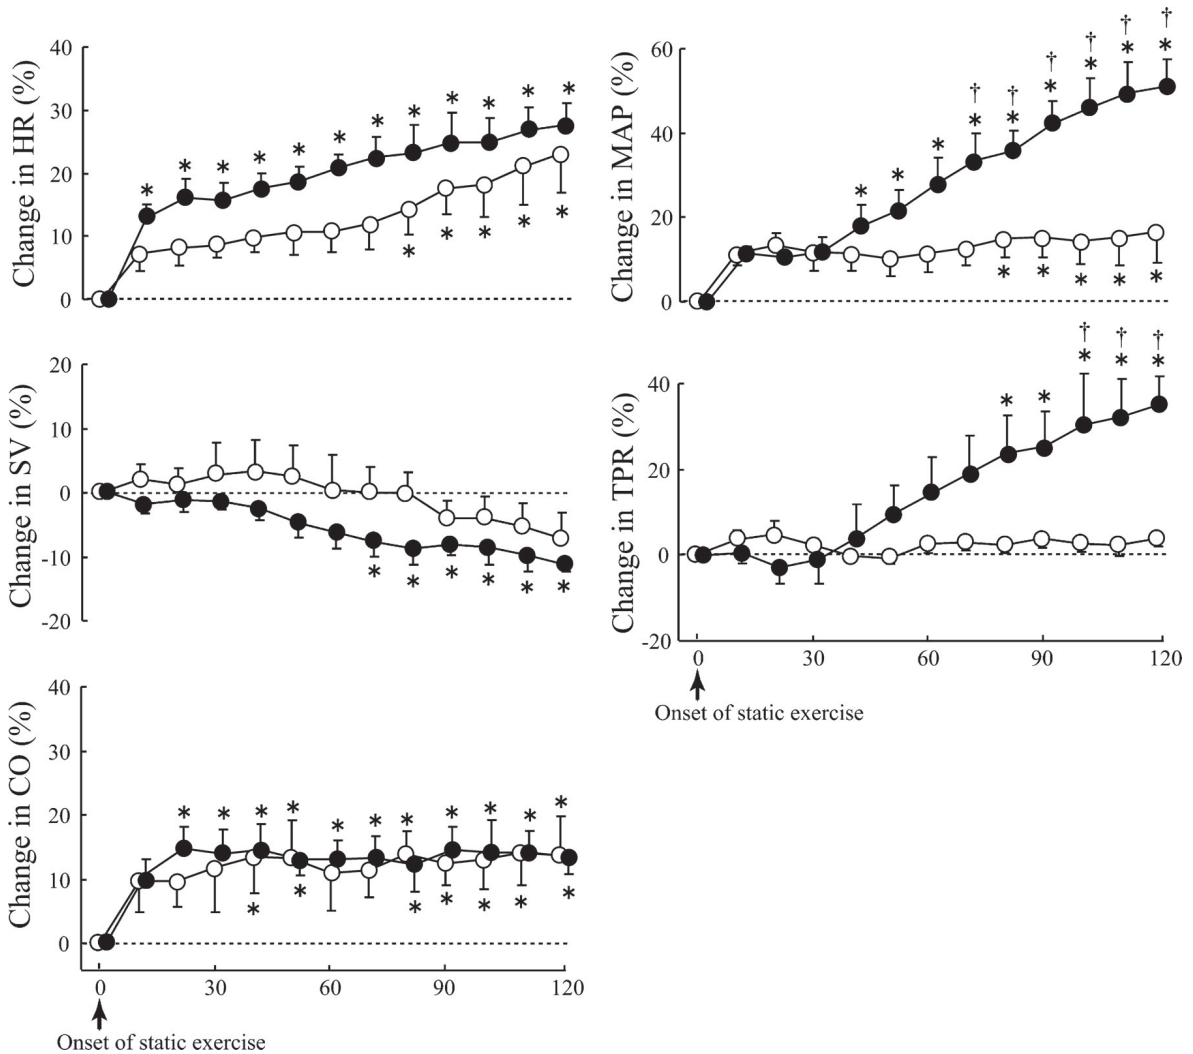 Change in HR (%)
40
30
20
10
0
* * * * * * * * * * * *
* * * * *
Change in MAP (%)
60
40
20
0
† † † † † †
* * * * * * * * *
* * * * *
Change in SV (%)
20
10
0
-10
-20
* * * * * *
Change in TPR (%)
40
20
0
-20
† † †
* * * * *
0 30 60 90 120
Onset of static exercise
Change in CO (%)
40
30
20
10
0
* * * * * * * * * * *
* * * * * * *
0 30 60 90 120
Onset of static exercise